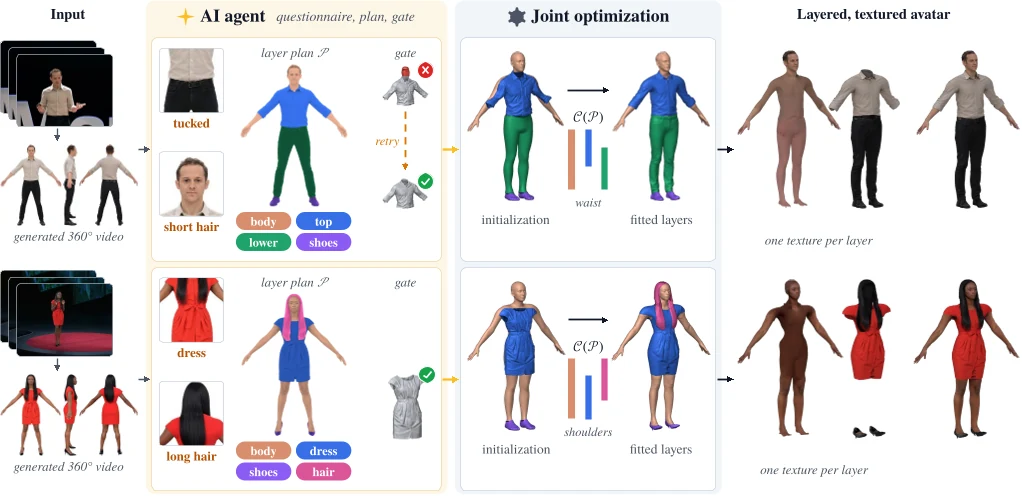 Input
AI agent questionnaire, plan, gate
Joint optimization
Layered, textured avatar
tucked
short hair
layer plan 𝒫
gate
retry
body top
lower shoes
generated 360° video
initialization
𝒞(𝒫)
waist
fitted layers
one texture per layer
dress
long hair
layer plan 𝒫
gate
body dress
shoes hair
generated 360° video
initialization
𝒞(𝒫)
shoulders
fitted layers
one texture per layer